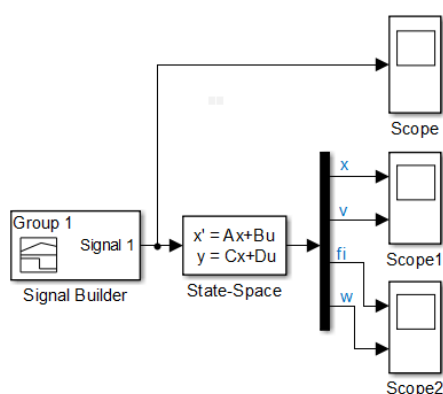 Scope
x
v
Scope1
fi
w
Scope2
Group 1
Signal 1
Signal Builder
x' = Ax+Bu
y = Cx+Du
State-Space